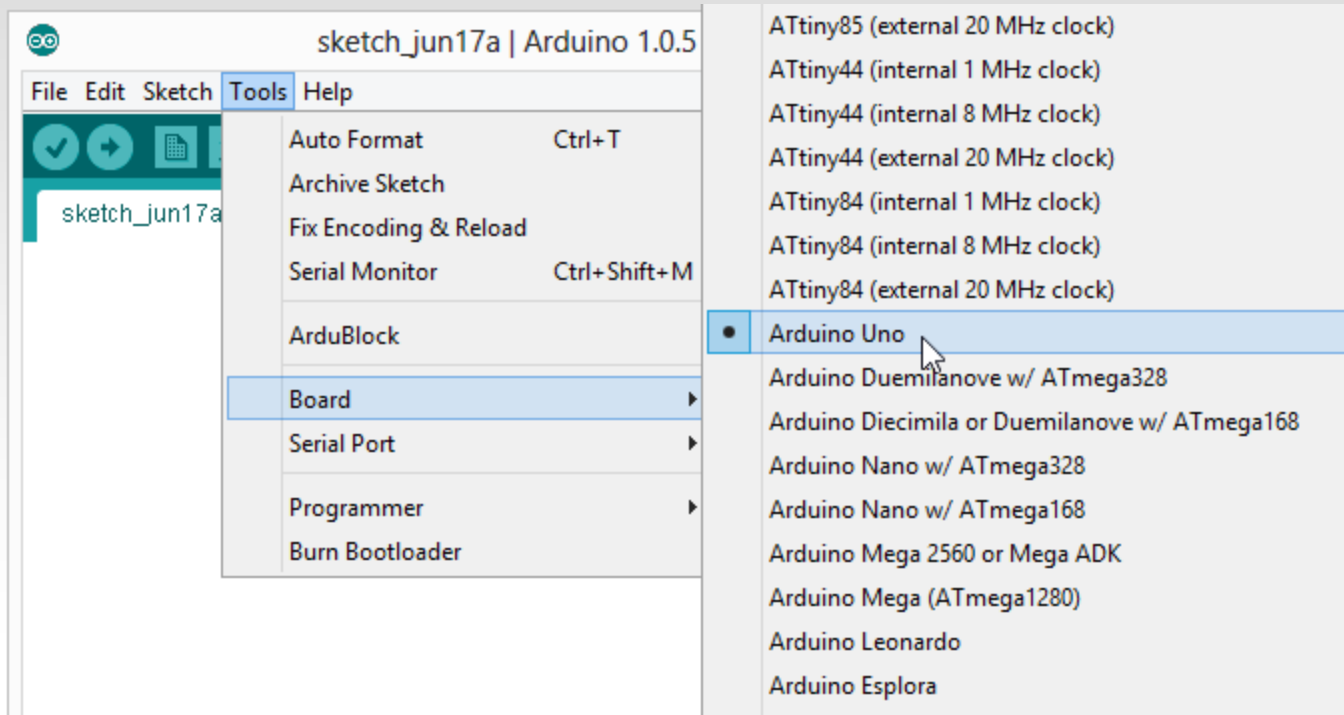 sketch_jun17a | Arduino 1.0.5
File Edit Sketch Tools Help
sketch_jun17a
Auto Format Ctrl+T
Archive Sketch
Fix Encoding & Reload
Serial Monitor Ctrl+Shift+M
ArduBlock
Board
Serial Port
Programmer
Burn Bootloader
ATtiny85 (external 20 MHz clock)
ATtiny44 (internal 1 MHz clock)
ATtiny44 (internal 8 MHz clock)
ATtiny44 (external 20 MHz clock)
ATtiny84 (internal 1 MHz clock)
ATtiny84 (internal 8 MHz clock)
ATtiny84 (external 20 MHz clock)
Arduino Uno
Arduino Duemilanove w/ ATmega328
Arduino Diecimila or Duemilanove w/ ATmega168
Arduino Nano w/ ATmega328
Arduino Nano w/ ATmega168
Arduino Mega 2560 or Mega ADK
Arduino Mega (ATmega1280)
Arduino Leonardo
Arduino Esplora